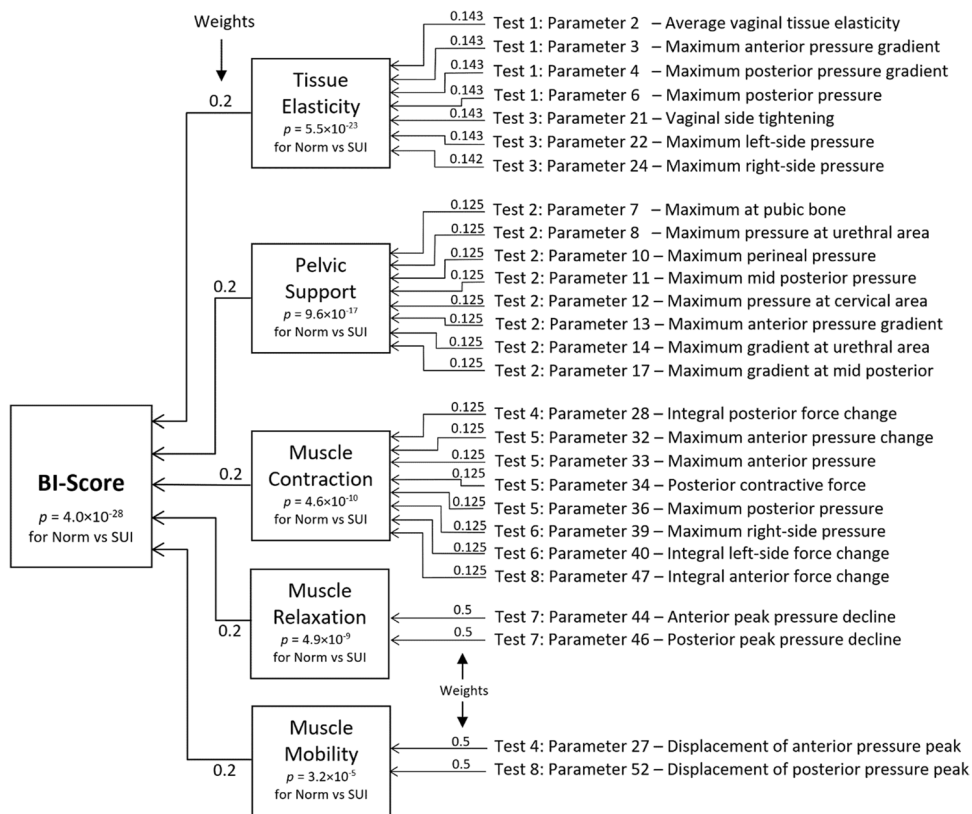 Weights
0.2
Tissue
Elasticity
p = 5.5×10⁻²³
for Norm vs SUI
0.143 Test 1: Parameter 2 – Average vaginal tissue elasticity
0.143 Test 1: Parameter 3 – Maximum anterior pressure gradient
0.143 Test 1: Parameter 4 – Maximum posterior pressure gradient
0.143 Test 1: Parameter 6 – Maximum posterior pressure
0.143 Test 3: Parameter 21 – Vaginal side tightening
0.143 Test 3: Parameter 22 – Maximum left-side pressure
0.142 Test 3: Parameter 24 – Maximum right-side pressure
0.2
Pelvic
Support
p = 9.6×10⁻¹⁷
for Norm vs SUI
0.125 Test 2: Parameter 7 – Maximum at pubic bone
0.125 Test 2: Parameter 8 – Maximum pressure at urethral area
0.125 Test 2: Parameter 10 – Maximum perineal pressure
0.125 Test 2: Parameter 11 – Maximum mid posterior pressure
0.125 Test 2: Parameter 12 – Maximum pressure at cervical area
0.125 Test 2: Parameter 13 – Maximum anterior pressure gradient
0.125 Test 2: Parameter 14 – Maximum gradient at urethral area
0.125 Test 2: Parameter 17 – Maximum gradient at mid posterior
BI-Score
p = 4.0×10⁻²⁸
for Norm vs SUI
0.2
Muscle
Contraction
p = 4.6×10⁻¹⁰
for Norm vs SUI
0.125 Test 4: Parameter 28 – Integral posterior force change
0.125 Test 5: Parameter 32 – Maximum anterior pressure change
0.125 Test 5: Parameter 33 – Maximum anterior pressure
0.125 Test 5: Parameter 34 – Posterior contractive force
0.125 Test 5: Parameter 36 – Maximum posterior pressure
0.125 Test 6: Parameter 39 – Maximum right-side pressure
0.125 Test 6: Parameter 40 – Integral left-side force change
0.125 Test 8: Parameter 47 – Integral anterior force change
0.2
Muscle
Relaxation
p = 4.9×10⁻⁹
for Norm vs SUI
0.5 Test 7: Parameter 44 – Anterior peak pressure decline
0.5 Test 7: Parameter 46 – Posterior peak pressure decline
Weights
0.2
Muscle
Mobility
p = 3.2×10⁻⁵
for Norm vs SUI
0.5 Test 4: Parameter 27 – Displacement of anterior pressure peak
0.5 Test 8: Parameter 52 – Displacement of posterior pressure peak